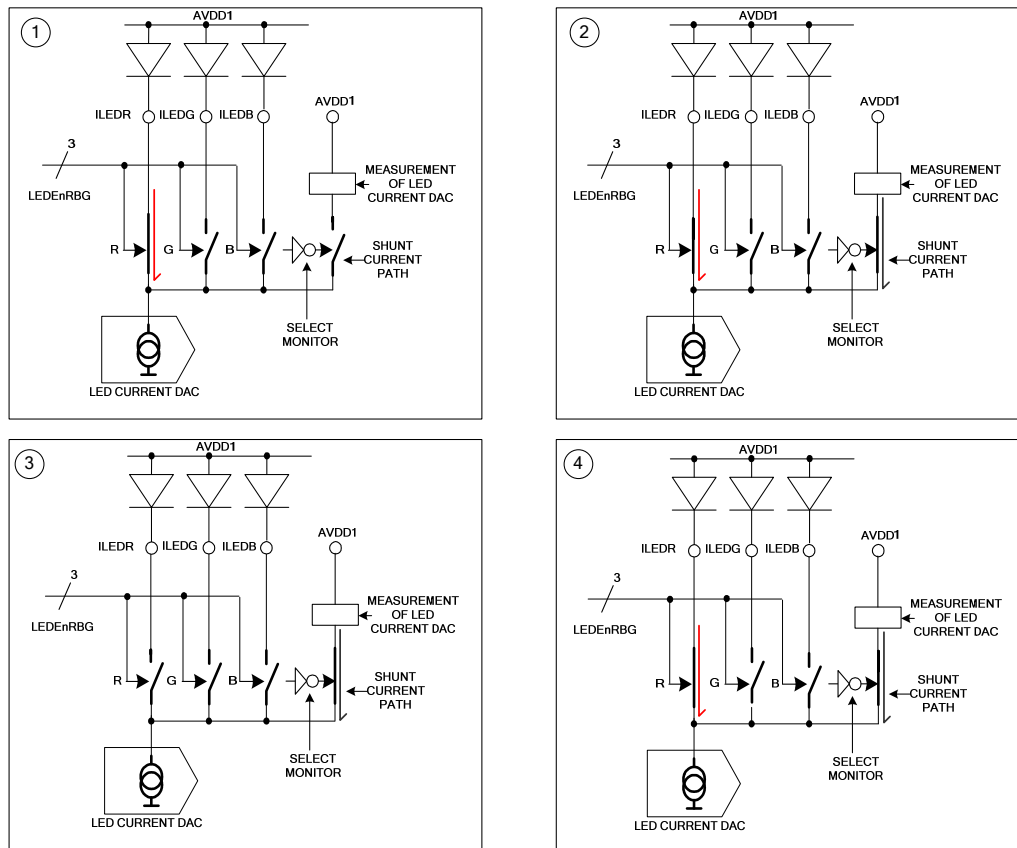 1
AVDD1
ILEDR
ILEDG
ILEDB
AVDD1
3
LEDEnRBG
MEASUREMENT
OF LED
CURRENT DAC
R
G
B
SHUNT
CURRENT
PATH
SELECT
MONITOR
LED CURRENT DAC
2
AVDD1
ILEDR
ILEDG
ILEDB
AVDD1
3
LEDEnRBG
MEASUREMENT
OF LED
CURRENT DAC
R
G
B
SHUNT
CURRENT
PATH
SELECT
MONITOR
LED CURRENT DAC
3
AVDD1
ILEDR
ILEDG
ILEDB
AVDD1
3
LEDEnRBG
MEASUREMENT
OF LED
CURRENT DAC
R
G
B
SHUNT
CURRENT
PATH
SELECT
MONITOR
LED CURRENT DAC
4
AVDD1
ILEDR
ILEDG
ILEDB
AVDD1
3
LEDEnRBG
MEASUREMENT
OF LED
CURRENT DAC
R
G
B
SHUNT
CURRENT
PATH
SELECT
MONITOR
LED CURRENT DAC